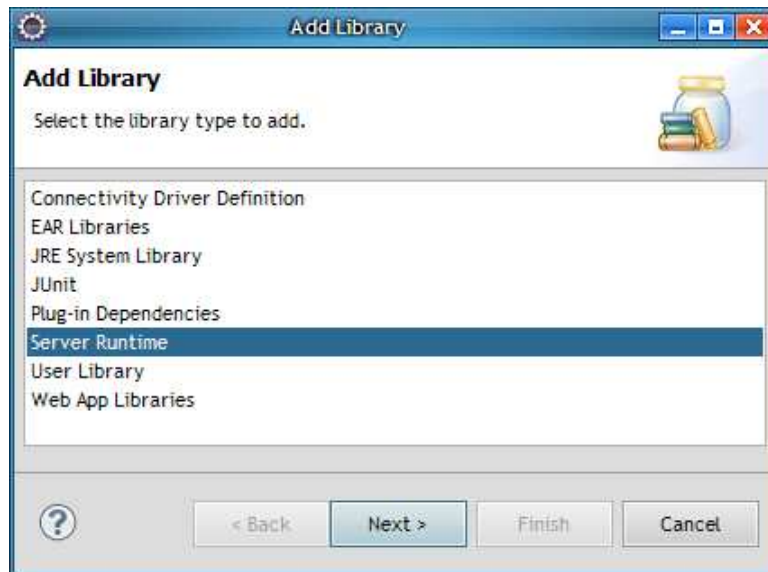 Add Library
Add Library
Select the library type to add.
Connectivity Driver Definition
EAR Libraries
JRE System Library
JUnit
Plug-in Dependencies
Server Runtime
User Library
Web App Libraries
? < Back Next > Finish Cancel